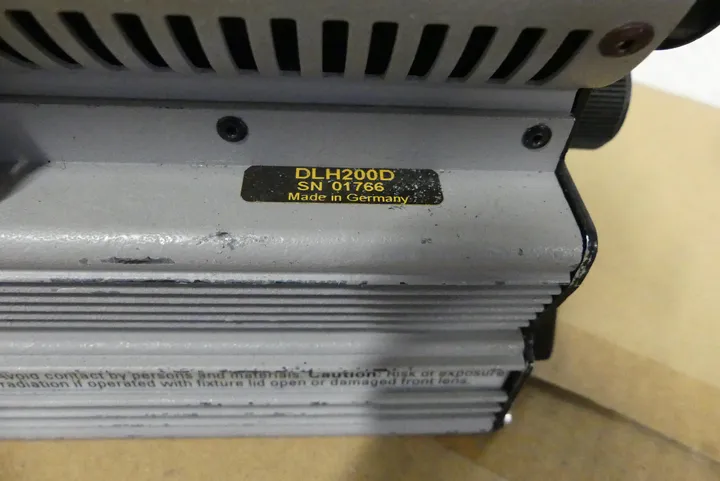 DLH200D
SN 01766
Made in Germany
Avoid contact by persons and materials. Caution: Risk of exposure
radiation if operated with fixture lid open or damaged front lens.